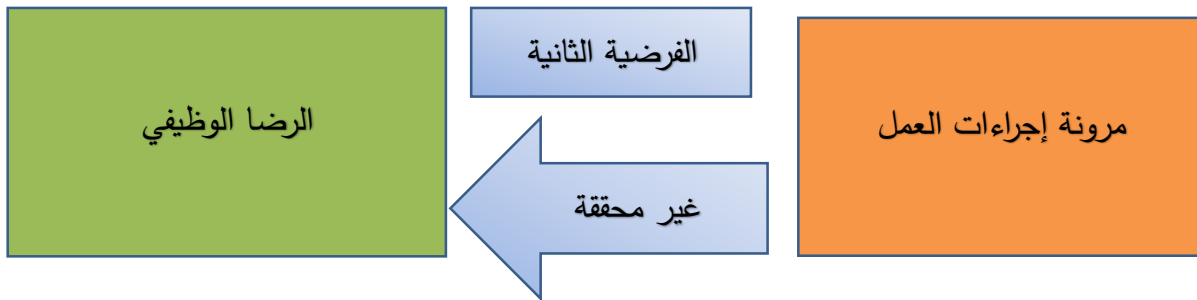 مرونة إجراءات العمل
الفرضية الثانية
غير محققة
الرضا الوظيفي